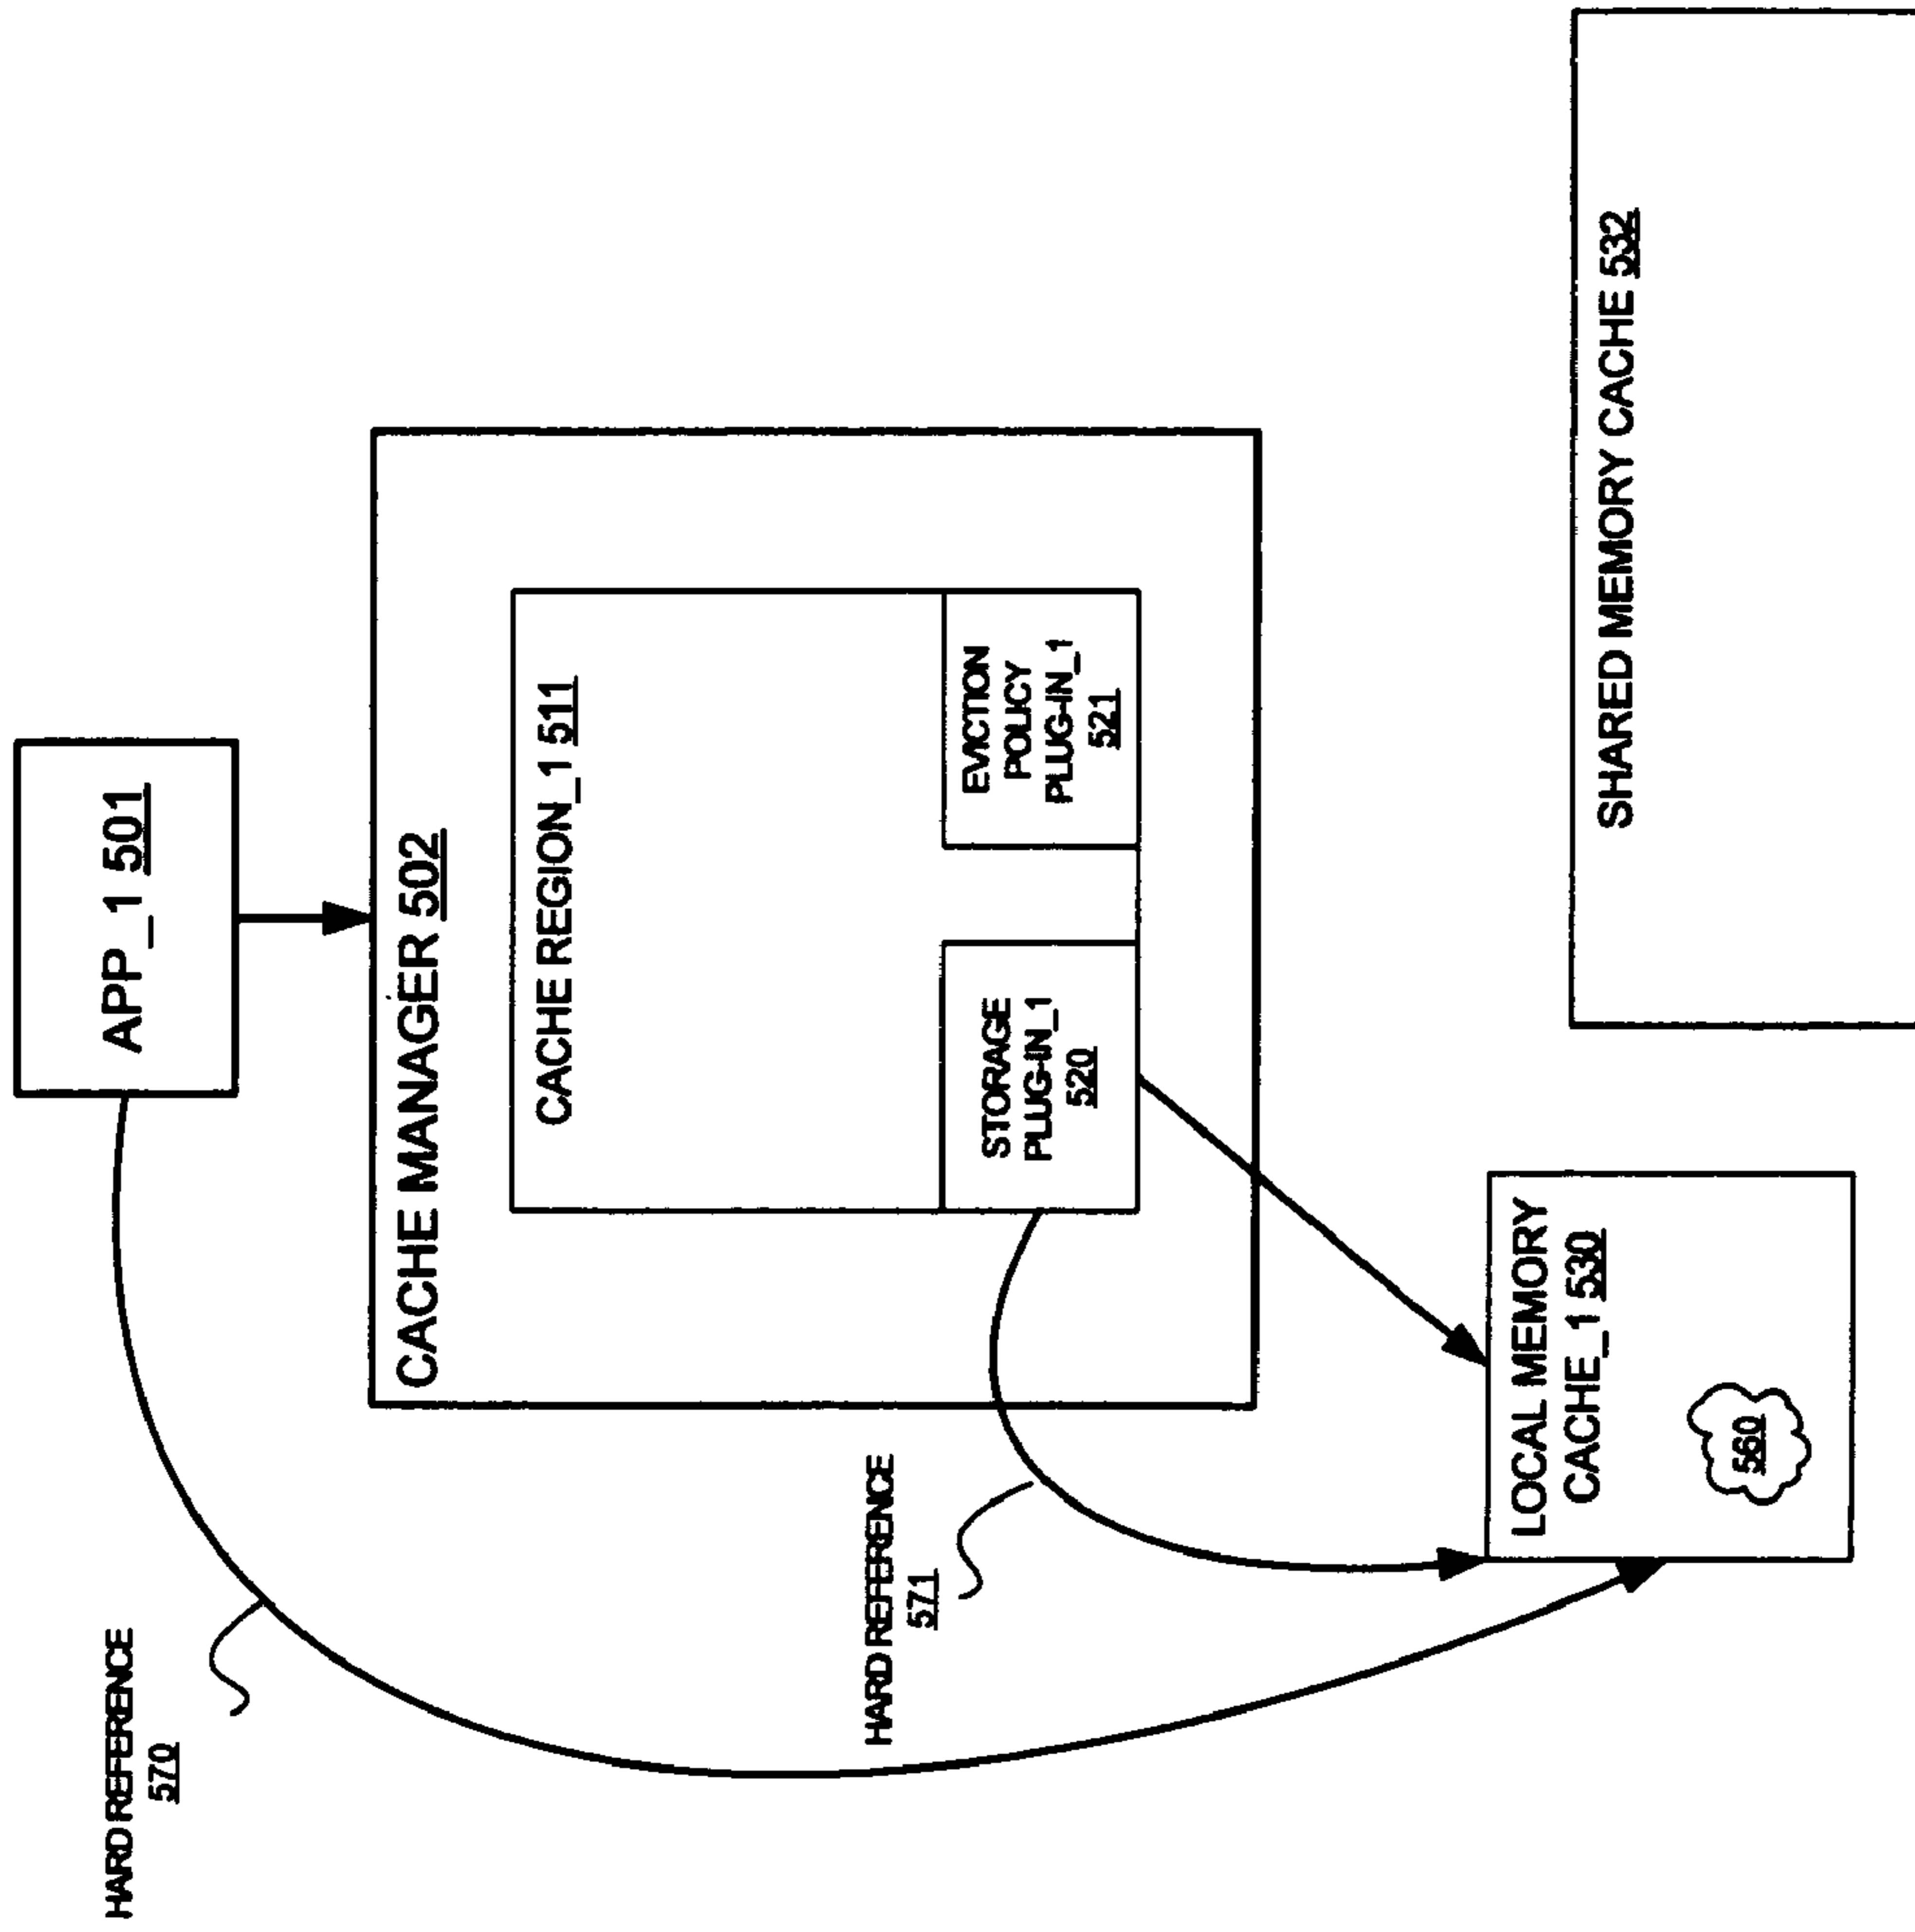 APP_1 501
CACHE MANAGER 502
CACHE REGION_1 511
STORAGE
PLUG-IN_1
520
EVICTION
POLICY
PLUG-IN_1
521
HARD REFERENCE
570
HARD REFERENCE
571
LOCAL MEMORY
CACHE_1 530
560
SHARED MEMORY CACHE 532